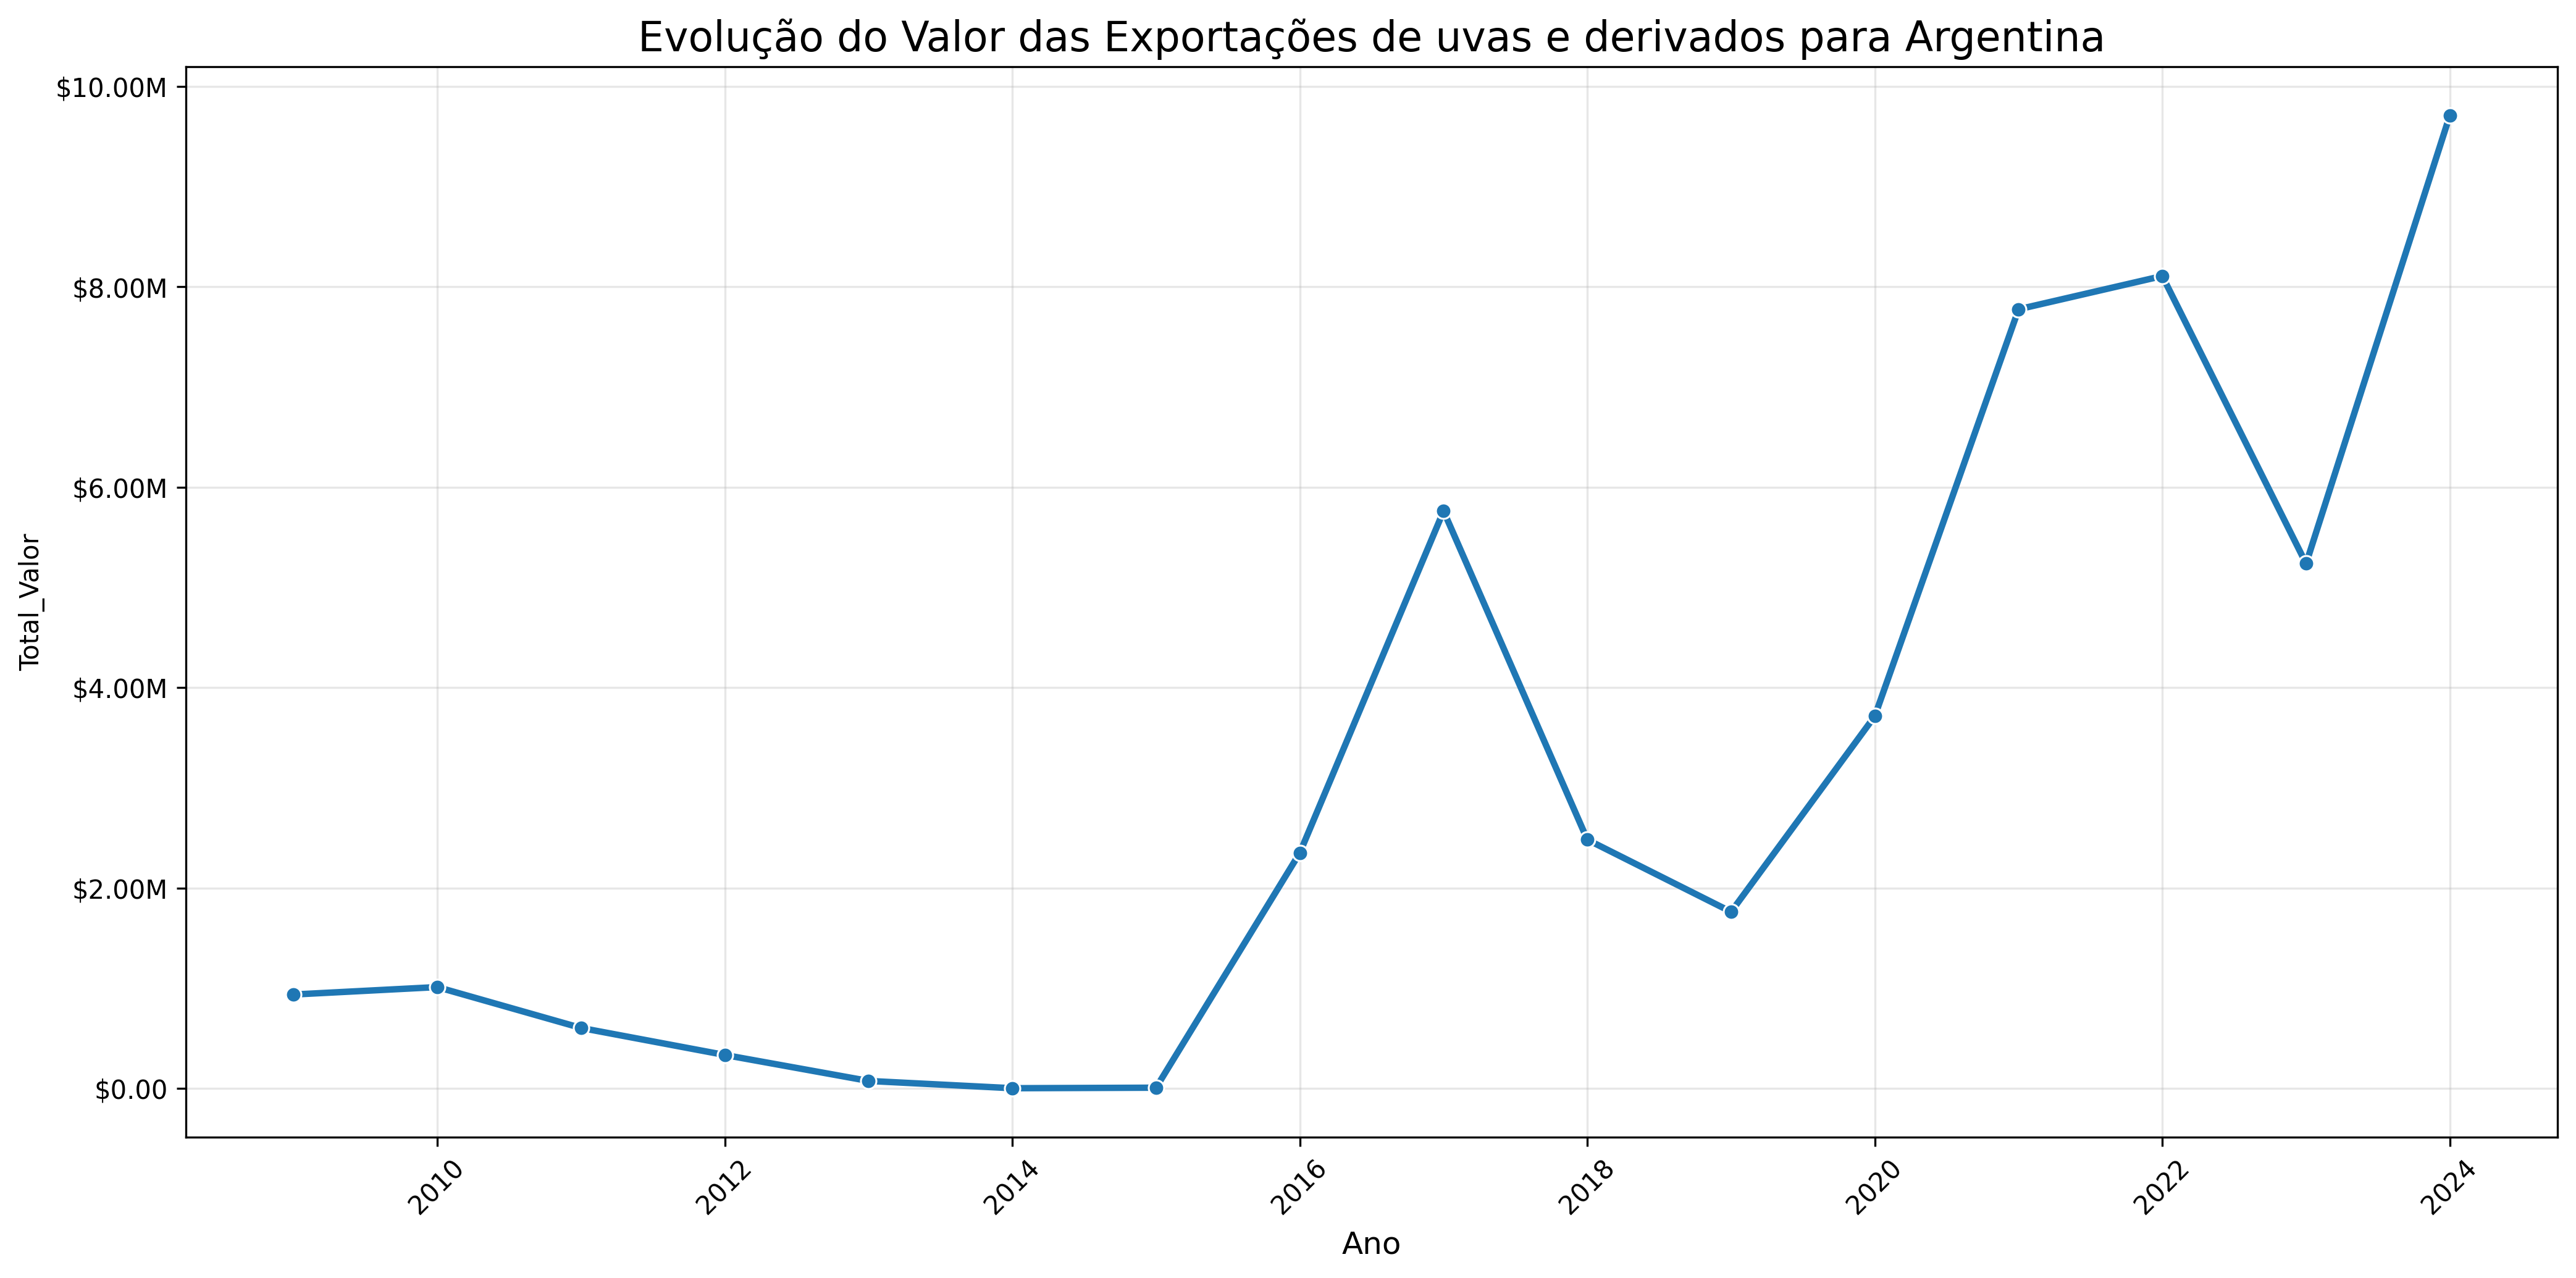 Evolução do Valor das Exportações de uvas e derivados para Argentina
$10.00M
$8.00M
$6.00M
$4.00M
$2.00M
$0.00
Total_Valor
2010
2012
2014
2016
2018
2020
2022
2024
Ano